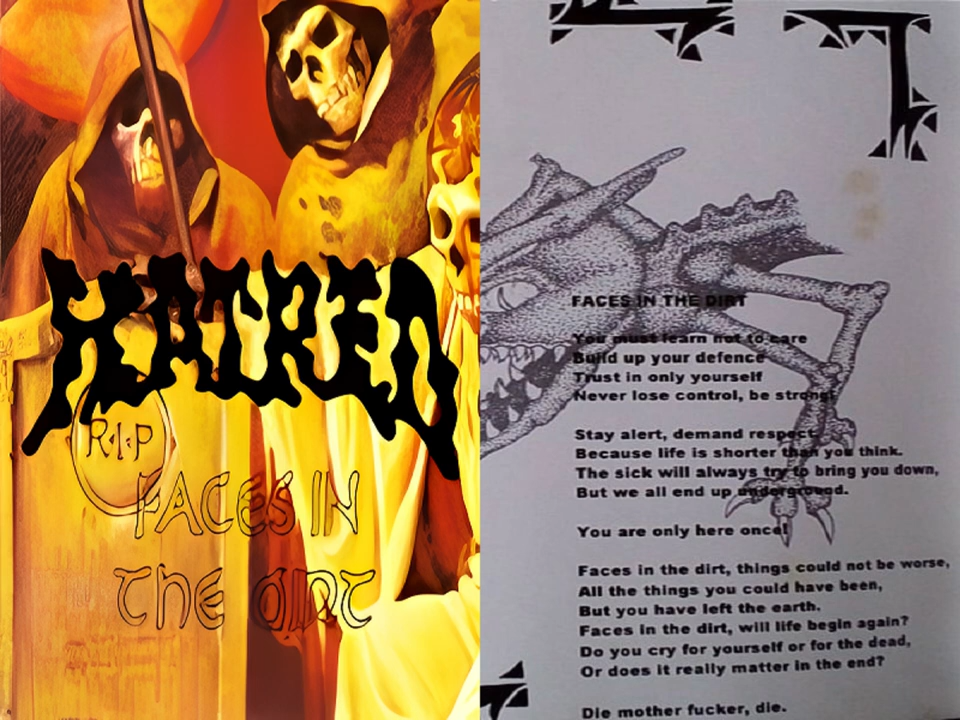 HATRED
R.I.P
FACES IN
THE DIRT
FACES IN THE DIRT
You must learn not to care
Build up your defence
Trust in only yourself
Never lose control, be strong!
Stay alert, demand respect,
Because life is shorter than you think.
The sick will always try to bring you down,
But we all end up underground.
You are only here once!
Faces in the dirt, things could not be worse,
All the things you could have been,
But you have left the earth.
Faces in the dirt, will life begin again?
Do you cry for yourself or for the dead,
Or does it really matter in the end?
Die mother fucker, die.